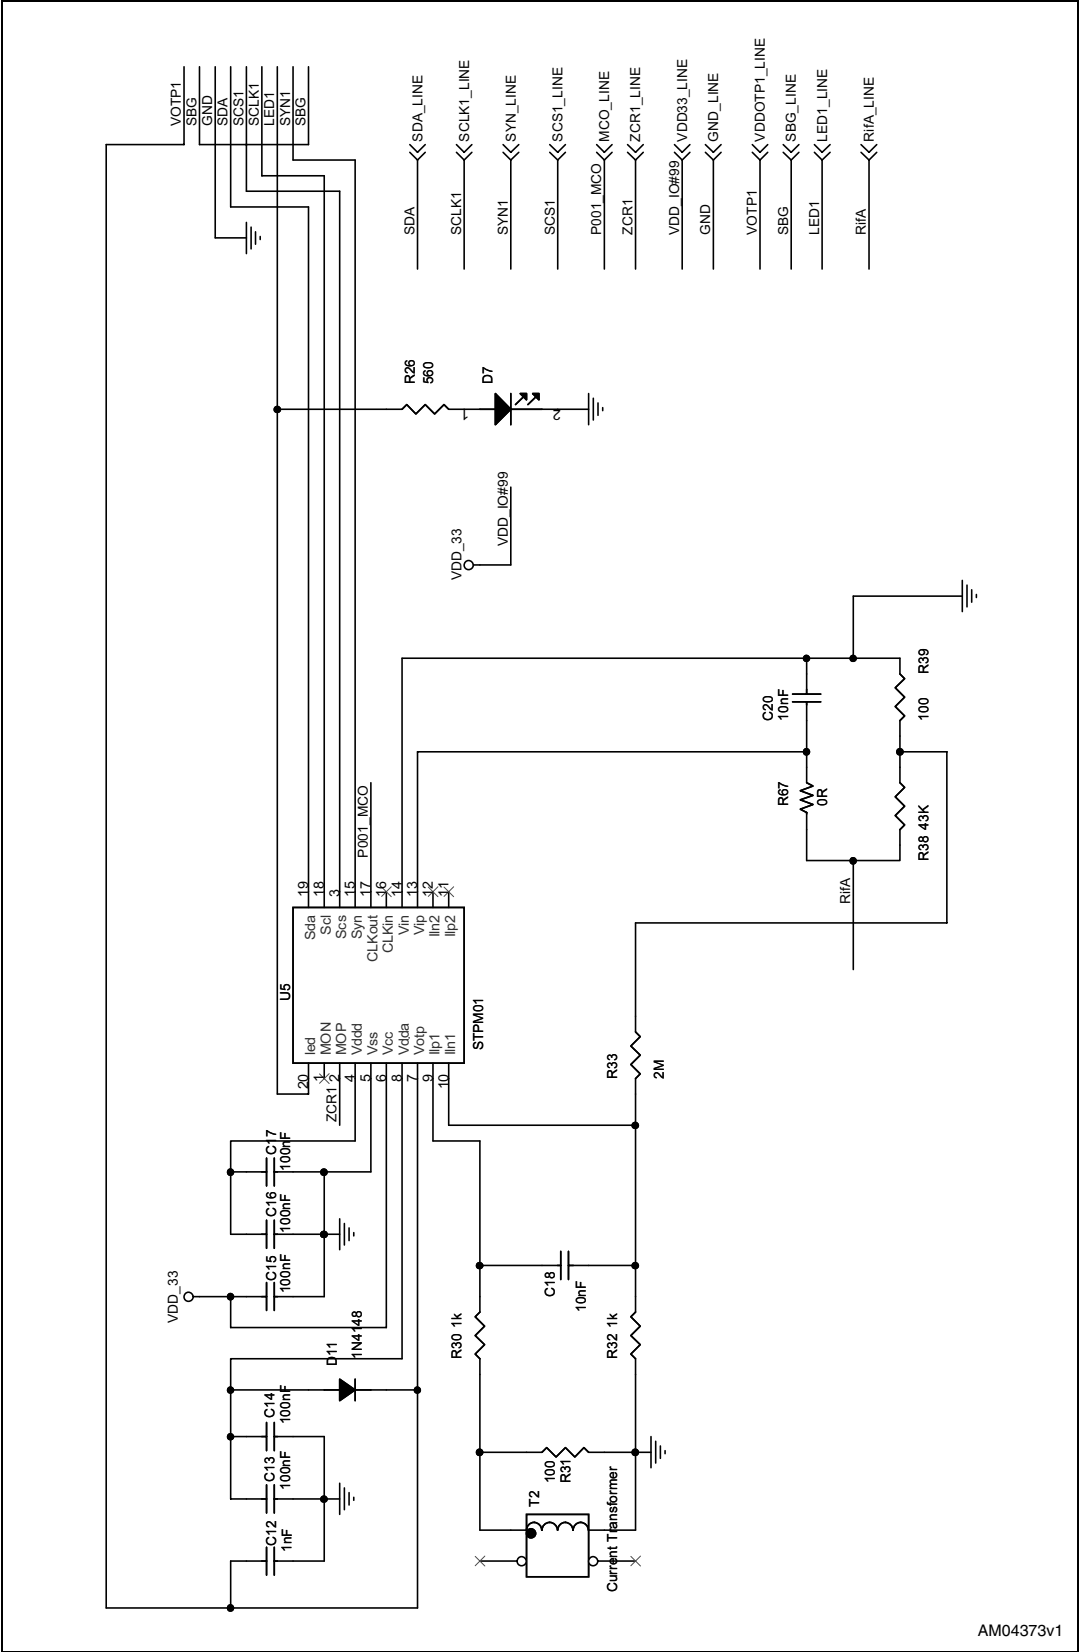 VOTP1
SBG
GND
SDA
SCS1
SCLK1
LED1
SYN1
SBG
SDA SDA_LINE
SCLK1 SCLK1_LINE
SYN1 SYN_LINE
SCS1 SCS1_LINE
P001_MCO MCO_LINE
ZCR1 ZCR1_LINE
VDD_IO#99 VDD33_LINE
GND GND_LINE
VOTP1 VDDOTP1_LINE
SBG SBG_LINE
LED1 LED1_LINE
RifA RifA_LINE
R26
560
D7
1
2
VDD_33
VDD_IO#99
C20
10nF
R39
100
R67
0R
R38 43K
RifA
P001_MCO
U5
STPM01
19 Sda
18 Scl
3 Scs
15 Syn
17 CLKout
16 CLKin
14 Vin
13 Vip
12 IIn2
11 IIp2
20 led
1 MON
2 MOP
4 Vddd
5 Vss
6 Vcc
8 Vdda
7 Votp
9 IIp1
10 IIn1
ZCR1
R33
2M
C17
100nF
C16
100nF
C15
100nF
VDD_33
D11
1N4148
C14
100nF
C13
100nF
C12
1nF
C18
10nF
R30 1k
R32 1k
100
R31
T2
Current Transformer
AM04373v1